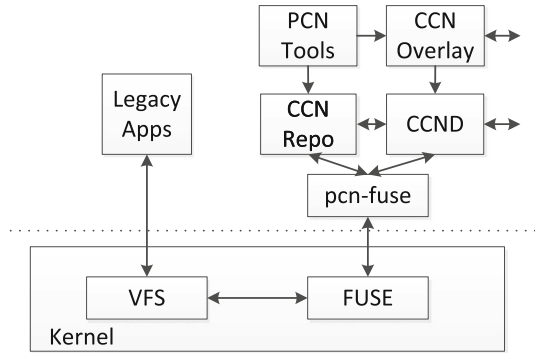 PCN
Tools
CCN
Overlay
Legacy
Apps
CCN
Repo
CCND
pcn-fuse
VFS
FUSE
Kernel